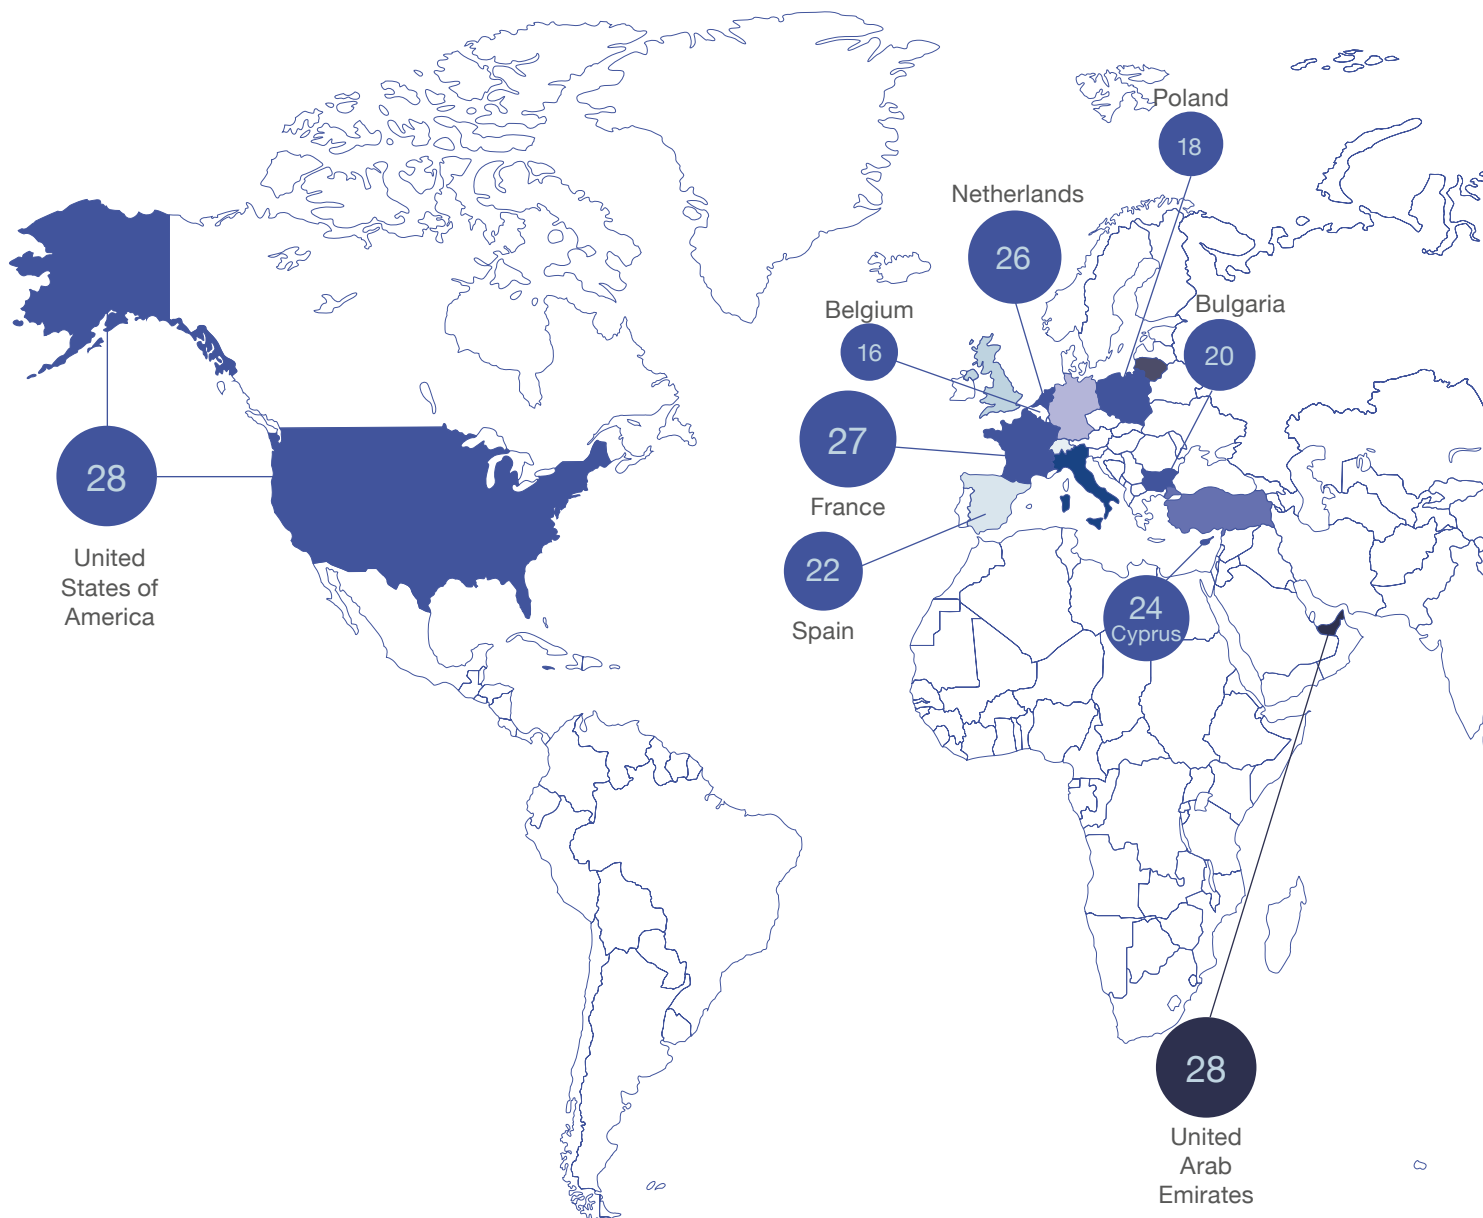 Poland
18
Netherlands
26
Belgium
16
Bulgaria
20
27
France
28
United
States of
America
22
Spain
24
Cyprus
28
United
Arab
Emirates